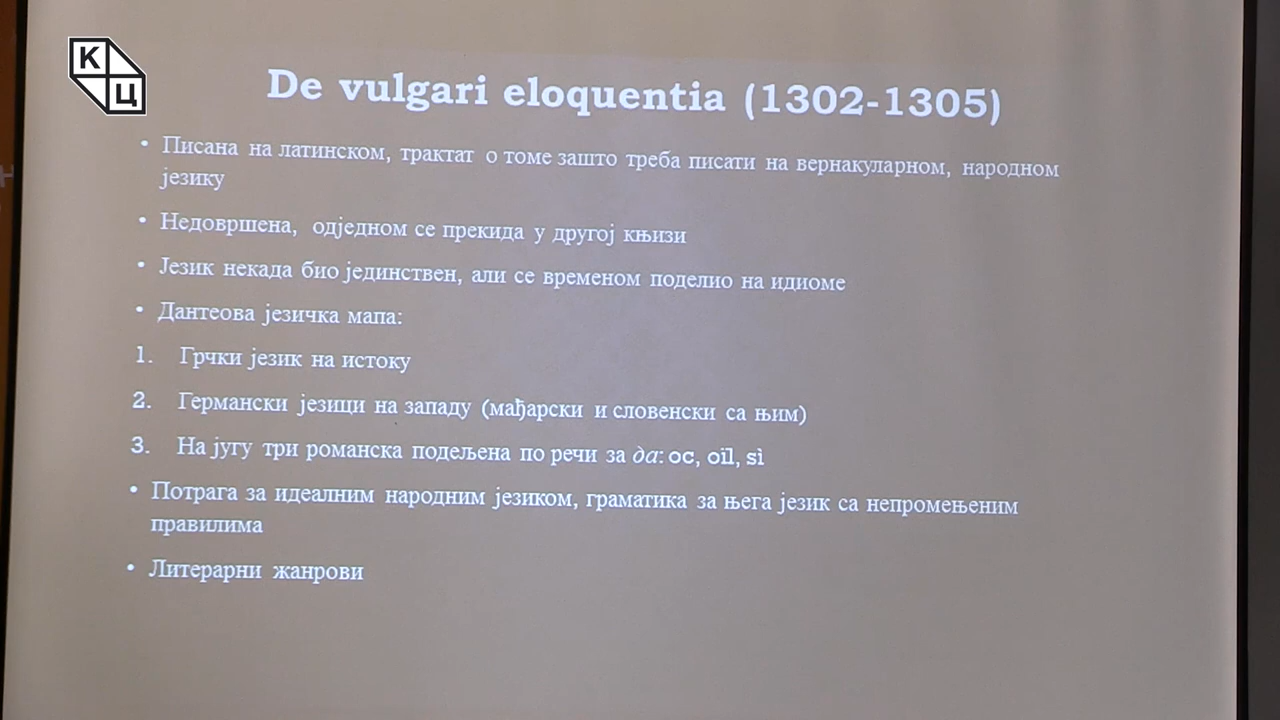 К
Ц
De vulgari eloquentia (1302-1305)
• Писана на латинском, трактат о томе зашто треба писати на вернакуларном, народном
језику
• Недовршена, одједном се прекида у другој књизи
• Језик некада био јединствен, али се временом поделио на идиоме
• Дантеова језичка мапа:
1. Грчки језик на истоку
2. Германски језици на западу (мађарски и словенски са њим)
3. На југу три романска подељена по речи за да: oc, oïl, sì
• Потрага за идеалним народним језиком, граматика за њега језик са непромењеним
правилима
• Литерарни жанрови